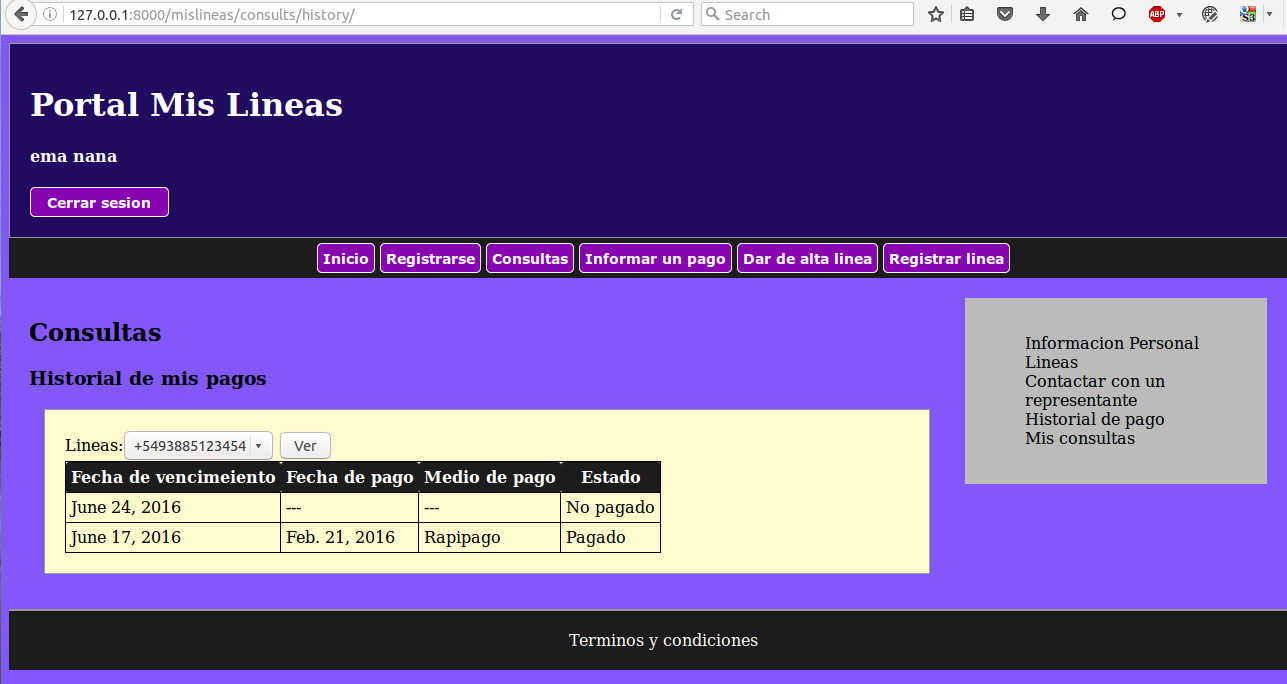 127.0.0.1:8000/mislineas/consults/history/
Search
ABP
S3
Portal Mis Lineas
ema nana
Cerrar sesion
Inicio Registrarse Consultas Informar un pago Dar de alta linea Registrar linea
Consultas
Historial de mis pagos
Lineas: +5493885123454 Ver
Fecha de vencimeiento Fecha de pago Medio de pago Estado
June 24, 2016 --- --- No pagado
June 17, 2016 Feb. 21, 2016 Rapipago Pagado
Informacion Personal
Lineas
Contactar con un
representante
Historial de pago
Mis consultas
Terminos y condiciones